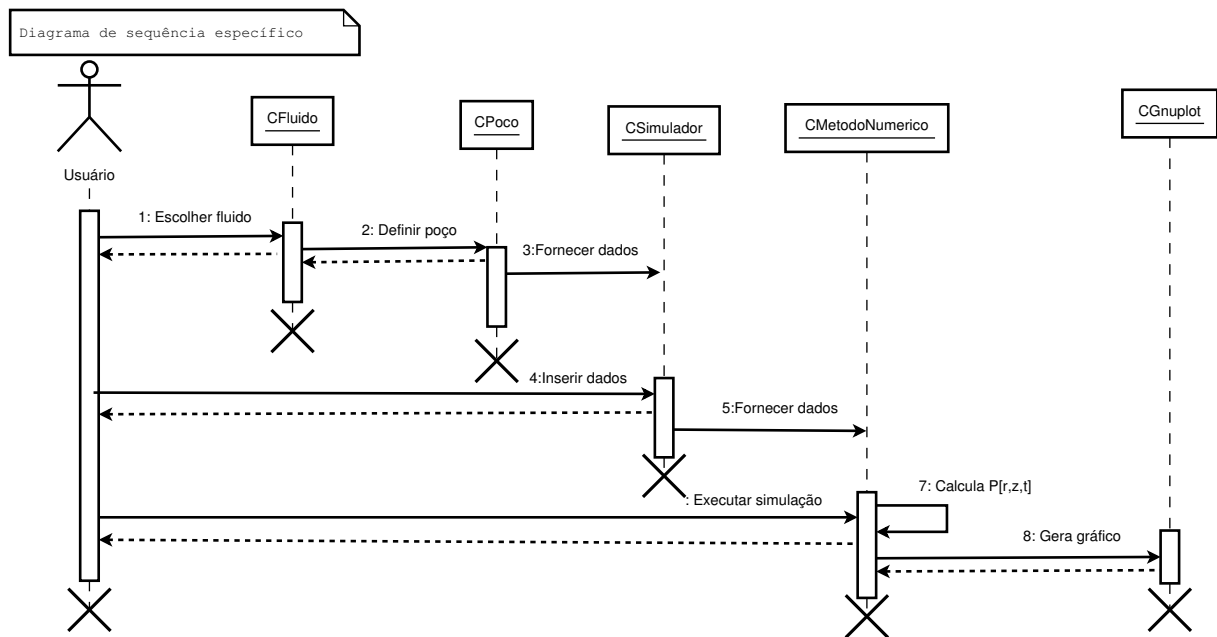 Diagrama de sequência específico
CFluido
CPoco
CSimulador
CMetodoNumerico
CGnuplot
Usuário
1: Escolher fluido
2: Definir poço
3:Fornecer dados
4:Inserir dados
5:Fornecer dados
: Executar simulação
7: Calcula P[r,z,t]
8: Gera gráfico